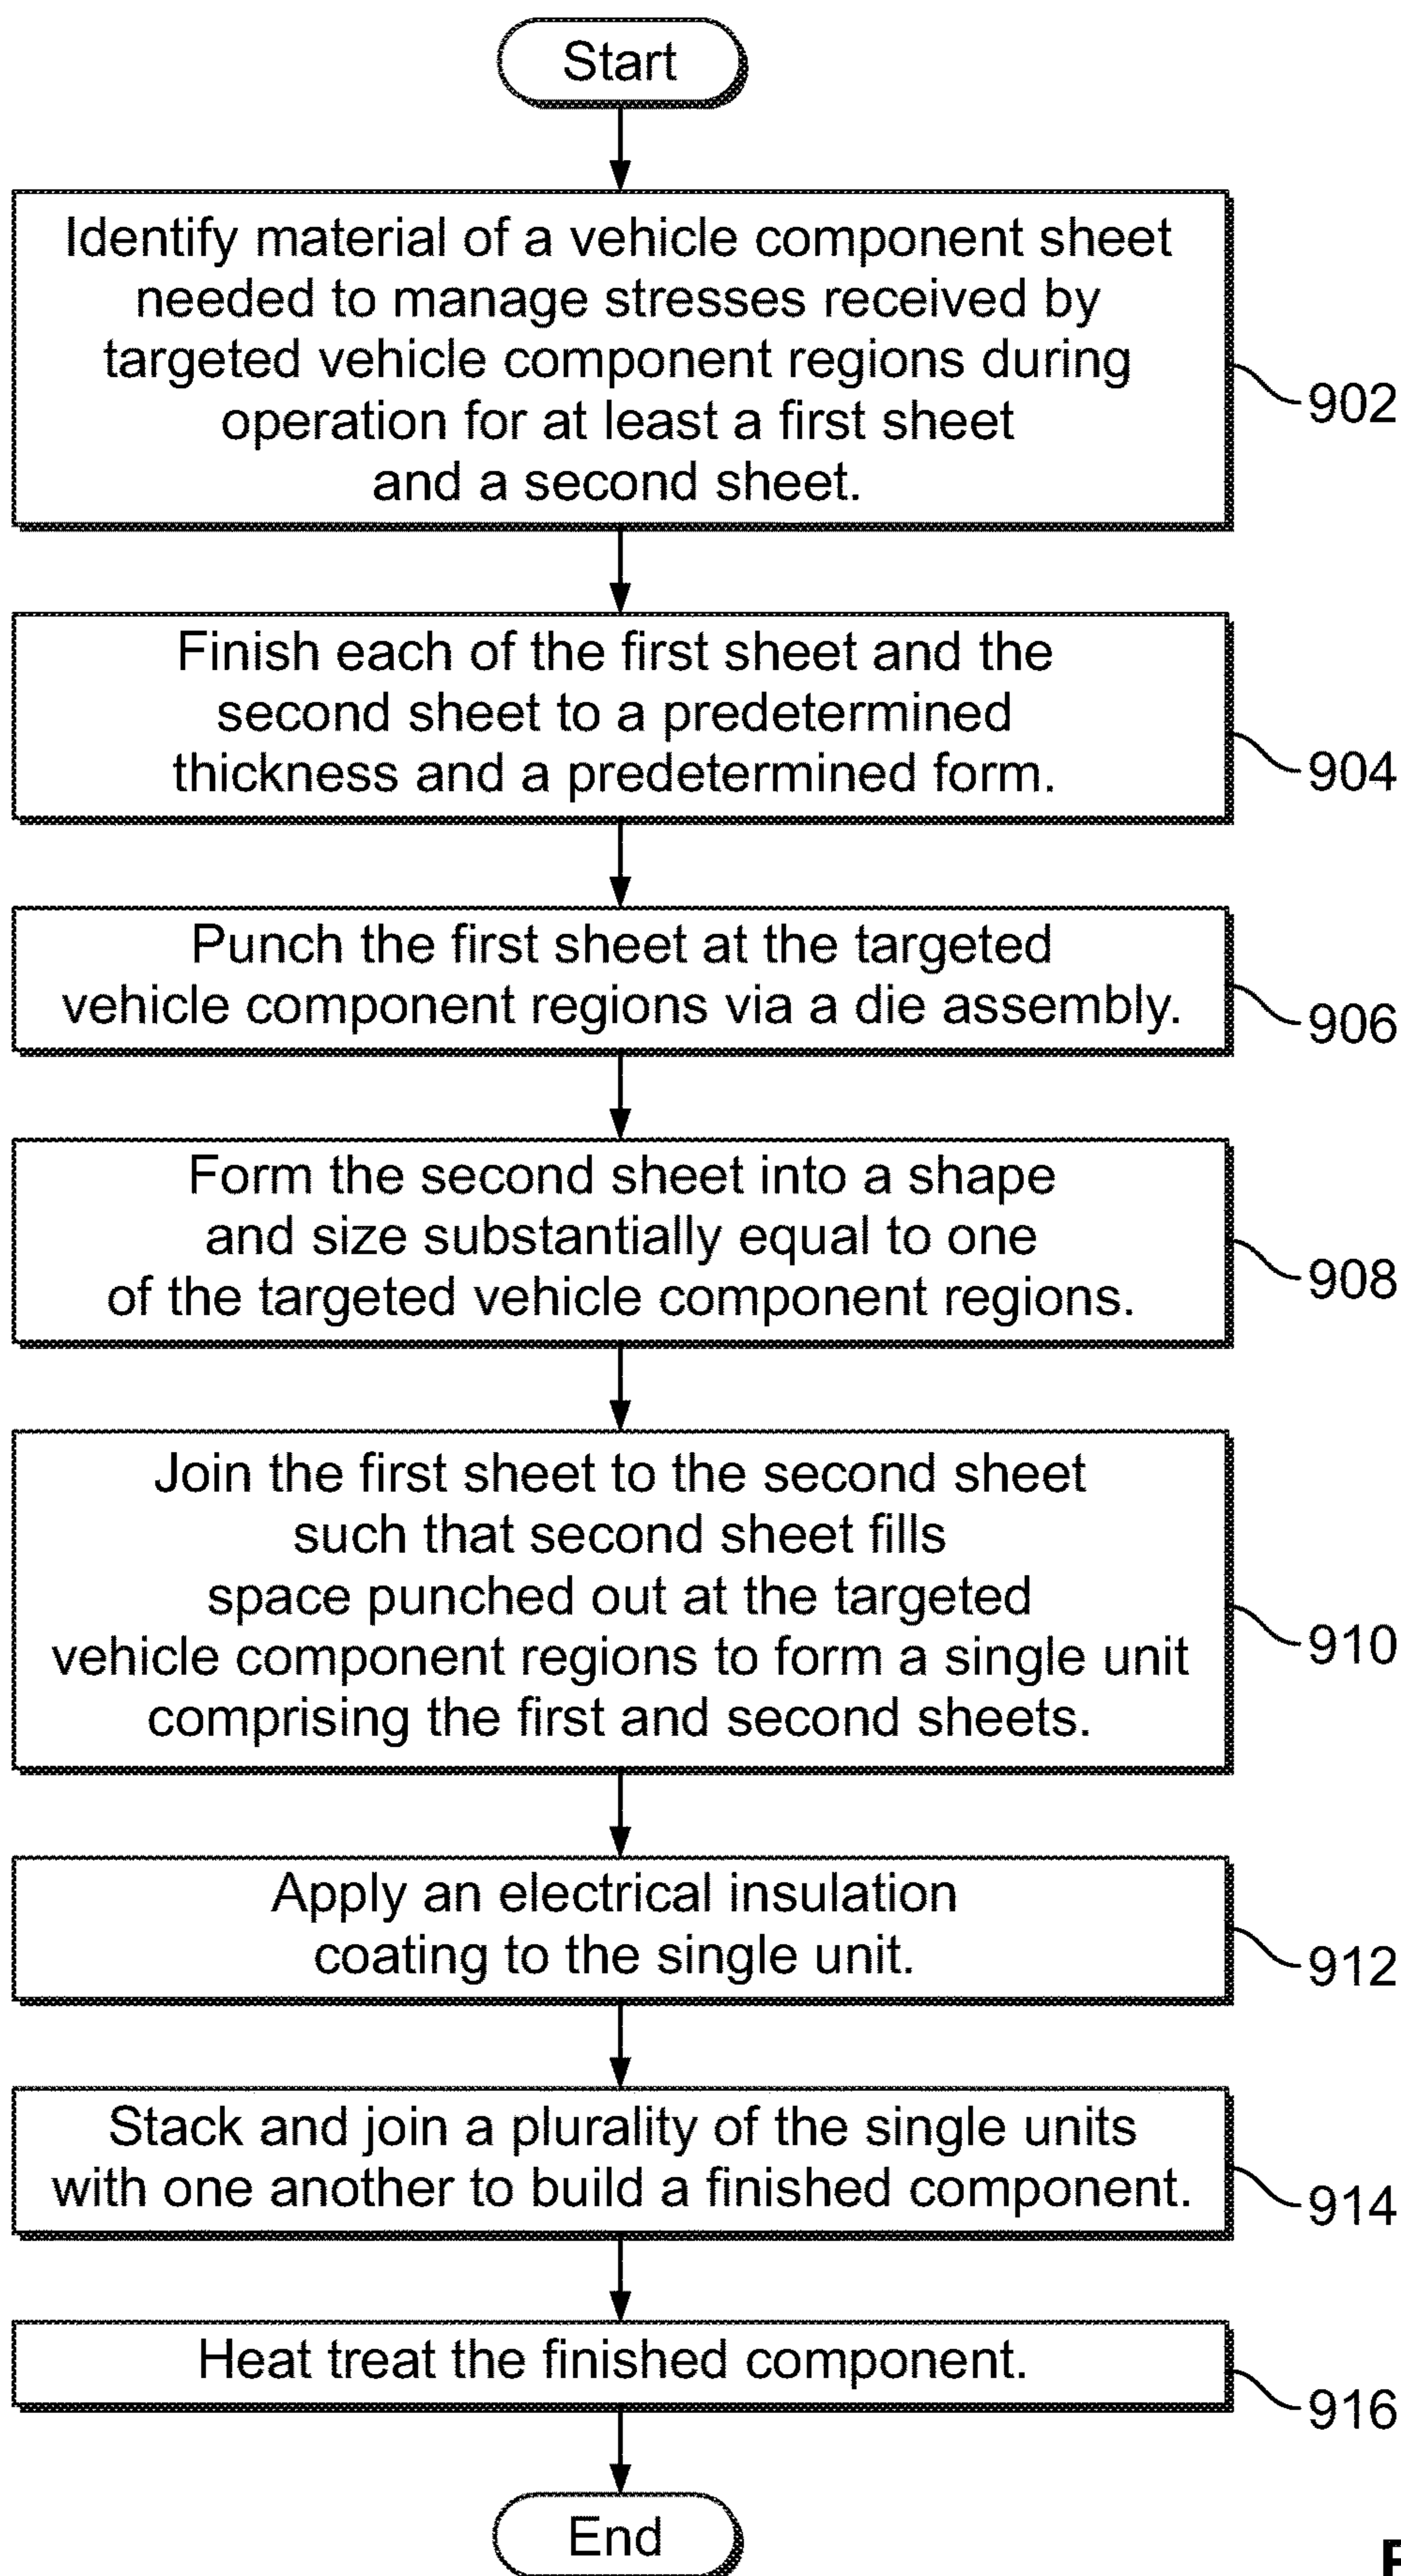 Start
Identify material of a vehicle component sheet
needed to manage stresses received by
targeted vehicle component regions during
operation for at least a first sheet
and a second sheet.
902
Finish each of the first sheet and the
second sheet to a predetermined
thickness and a predetermined form.
904
Punch the first sheet at the targeted
vehicle component regions via a die assembly.
906
Form the second sheet into a shape
and size substantially equal to one
of the targeted vehicle component regions.
908
Join the first sheet to the second sheet
such that second sheet fills
space punched out at the targeted
vehicle component regions to form a single unit
comprising the first and second sheets.
910
Apply an electrical insulation
coating to the single unit.
912
Stack and join a plurality of the single units
with one another to build a finished component.
914
Heat treat the finished component.
916
End